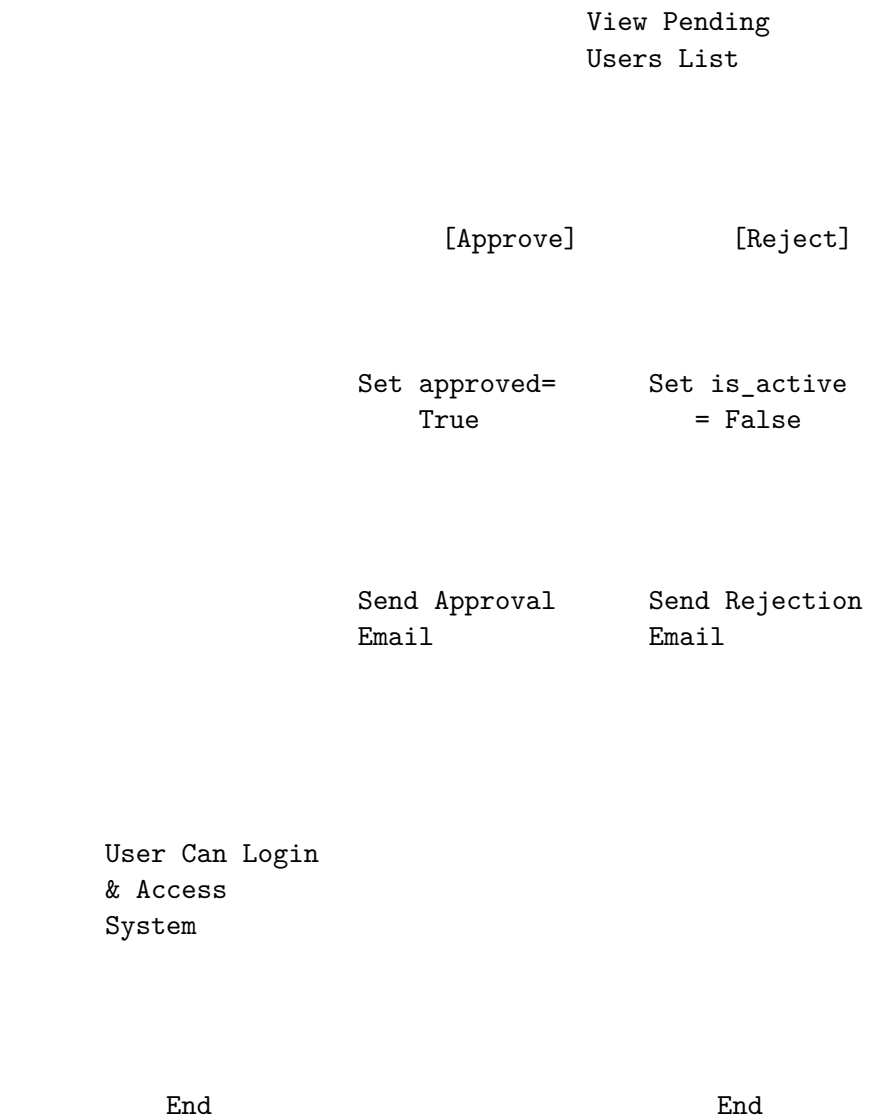 View Pending
Users List
[Approve] [Reject]
Set approved= Set is_active
True = False
Send Approval Send Rejection
Email Email
User Can Login
& Access
System
End End